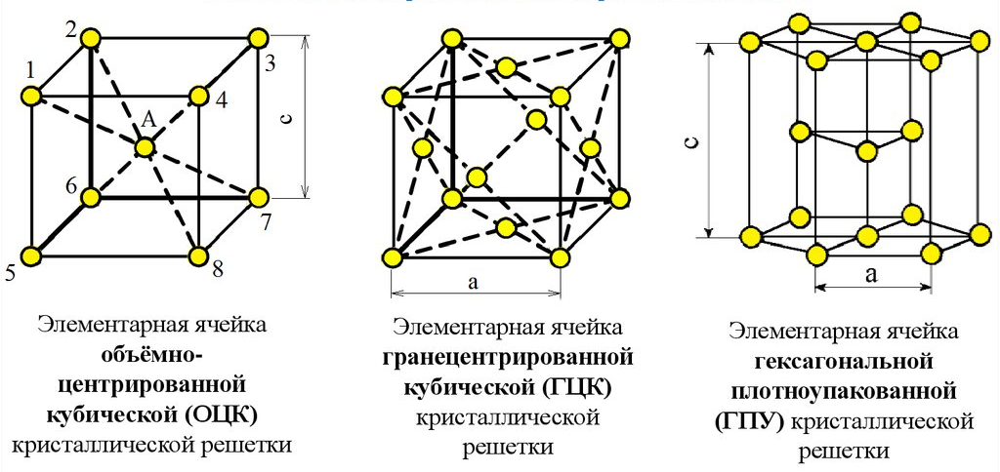 2
3
1
4
A
c
6
7
5
8
a
c
a
Элементарная ячейка
объёмно-
центрированной
кубической (ОЦК)
кристаллической решетки
Элементарная ячейка
гранецентрированной
кубической (ГЦК)
кристаллической
решетки
Элементарная ячейка
гексагональной
плотноупакованной
(ГПУ) кристаллической
решетки